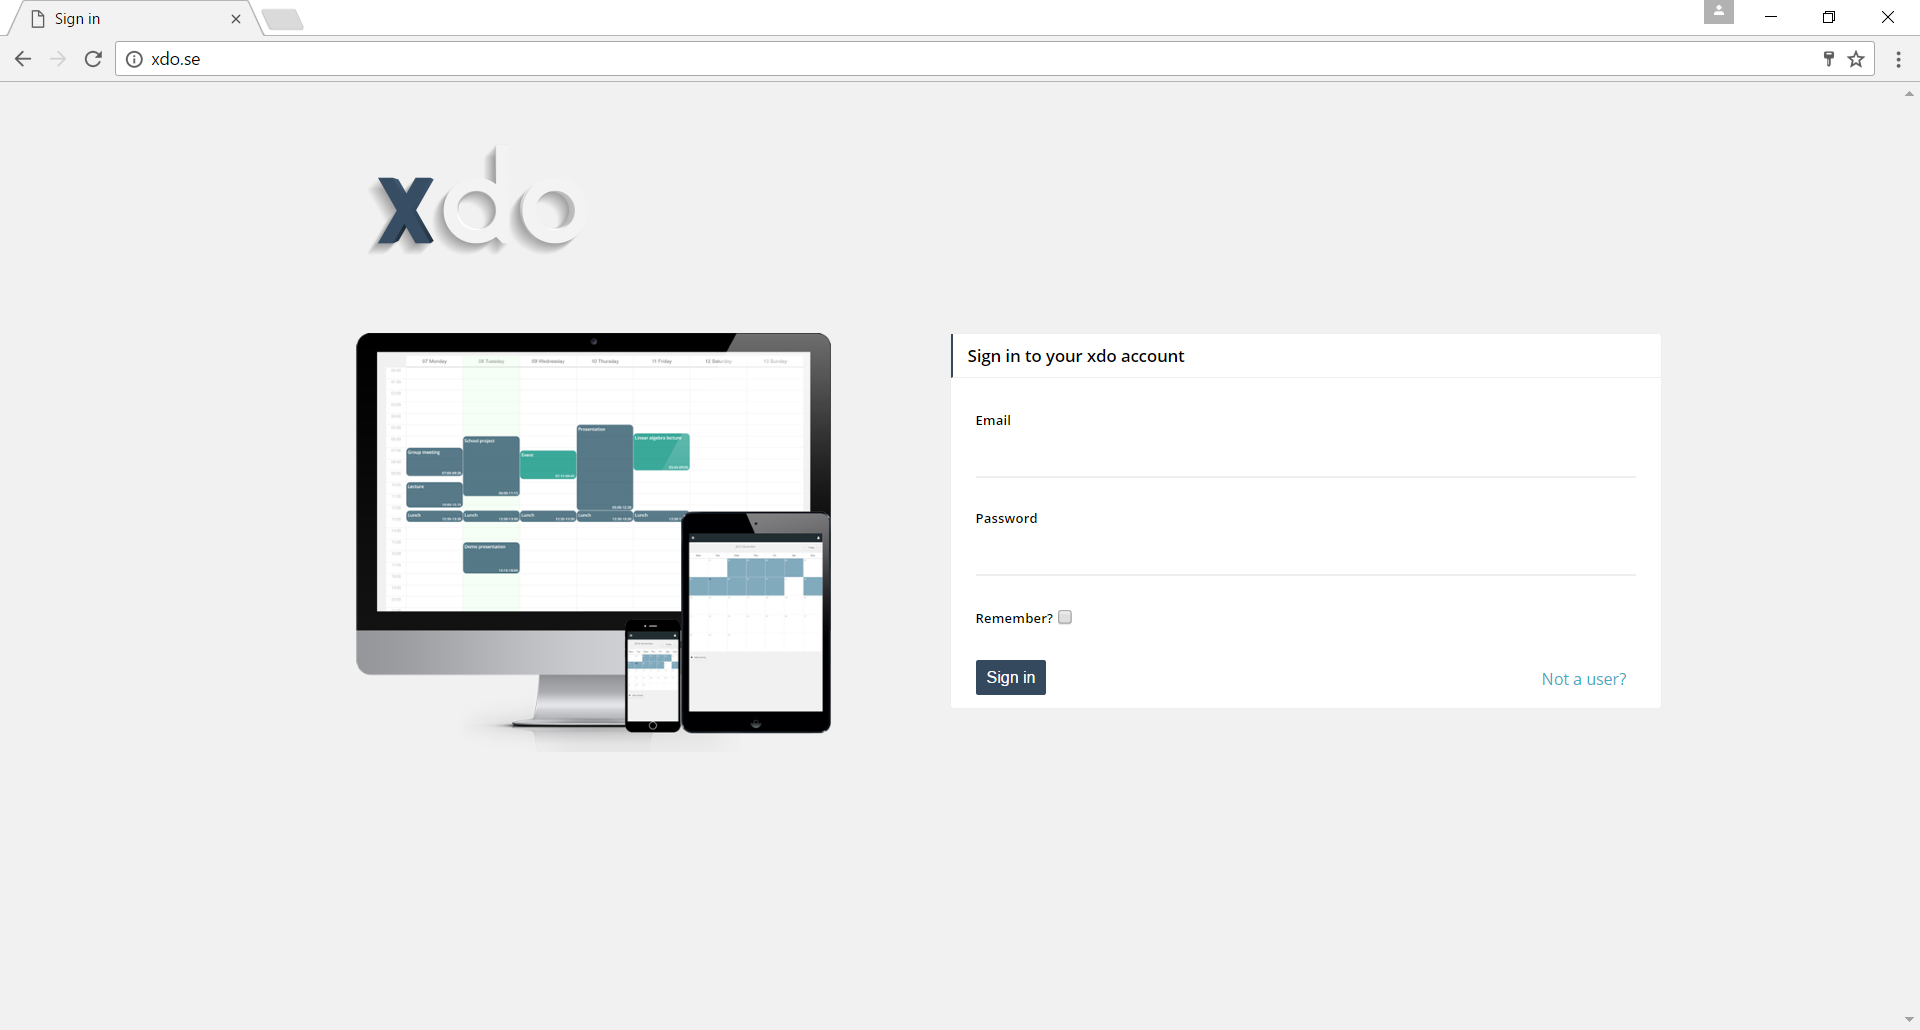 Sign in
xdo.se
xdo
07 Monday
08 Tuesday
09 Wednesday
10 Thursday
11 Friday
12 Saturday
13 Sunday
Group meeting
School project
Event
Presentation
Linear algebra lecture
Lecture
Lunch
Lunch
Lunch
Lunch
Lunch
Demo presentation
Sign in to your xdo account
Email
Password
Remember?
Sign in
Not a user?